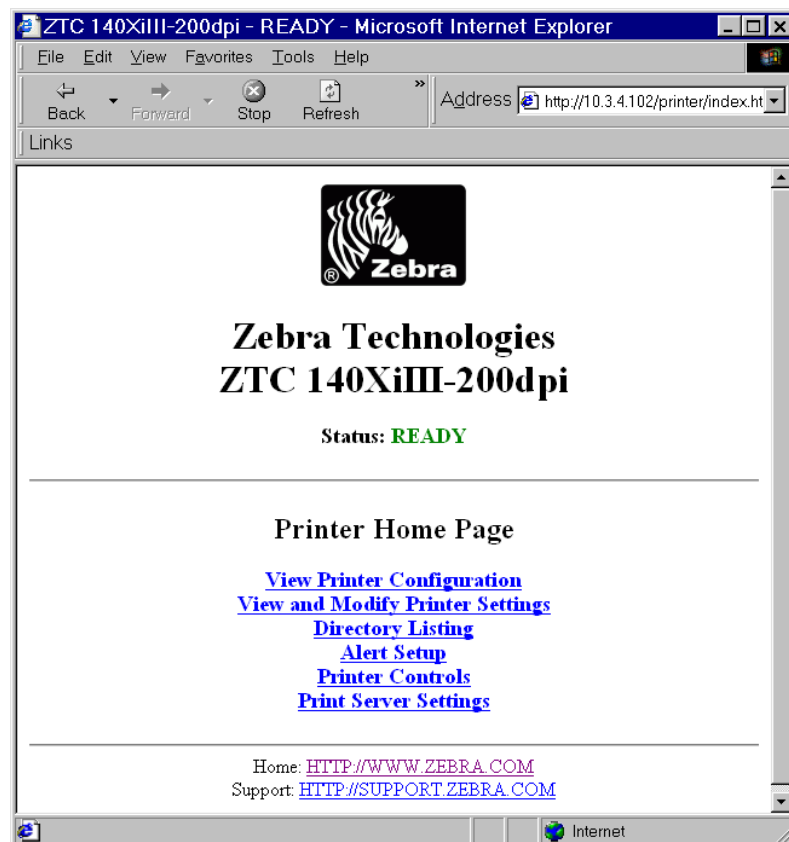 ZTC 140XiIII-200dpi - READY - Microsoft Internet Explorer
File Edit View Favorites Tools Help
Back Forward Stop Refresh » Address http://10.3.4.102/printer/index.ht
Links
® Zebra
Zebra Technologies
ZTC 140XiIII-200dpi
Status: READY
Printer Home Page
View Printer Configuration
View and Modify Printer Settings
Directory Listing
Alert Setup
Printer Controls
Print Server Settings
Home: HTTP://WWW.ZEBRA.COM
Support: HTTP://SUPPORT.ZEBRA.COM
Internet